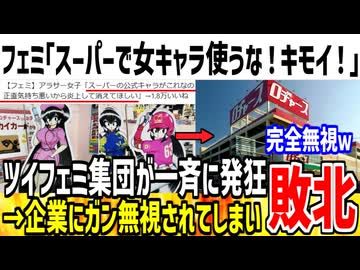 フェミ「スーパーで女キャラ使うな！キモイ！」
【フェミ】アラサー女子「スーパーの公式キャラがこれなの
正直気持ち悪いから炎上して消えてほしい」→1.8万いいね
ロヂャース
完全無視w
ツイフェミ集団が一斉に発狂
→企業にガン無視されてしまい敗北